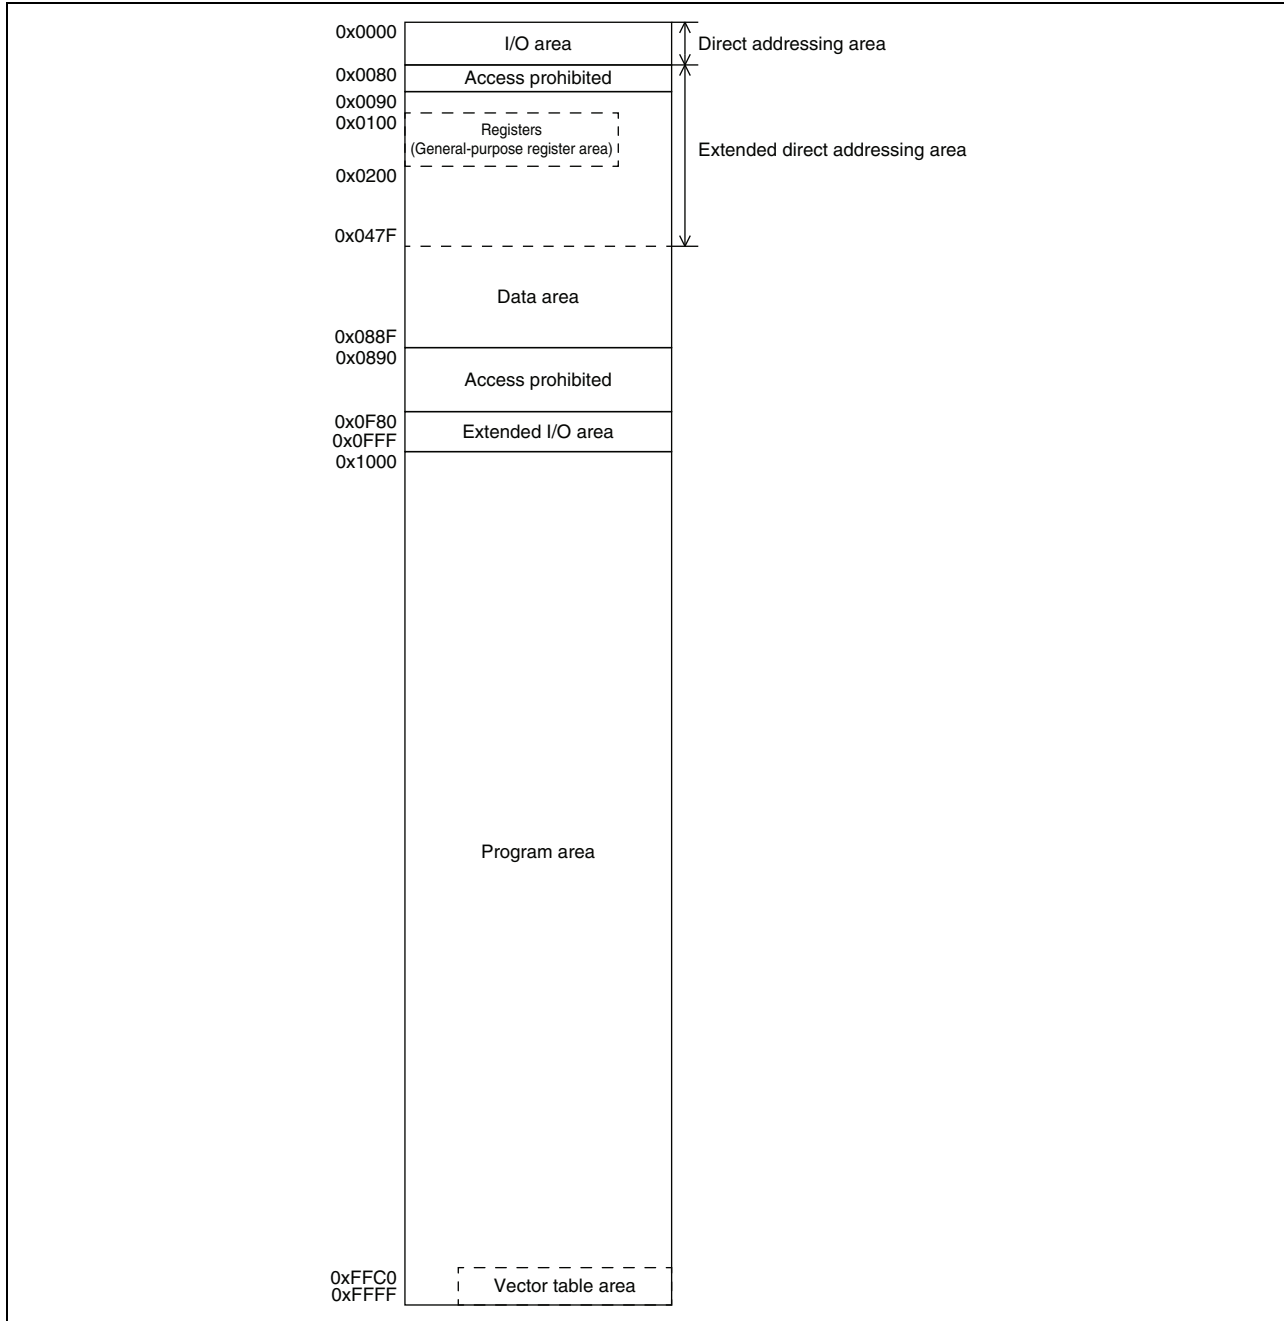 0x0000
I/O area
Direct addressing area
0x0080
Access prohibited
0x0090
0x0100
Registers
(General-purpose register area)
Extended direct addressing area
0x0200
0x047F
Data area
0x088F
0x0890
Access prohibited
0x0F80
Extended I/O area
0x0FFF
0x1000
Program area
0xFFC0
Vector table area
0xFFFF